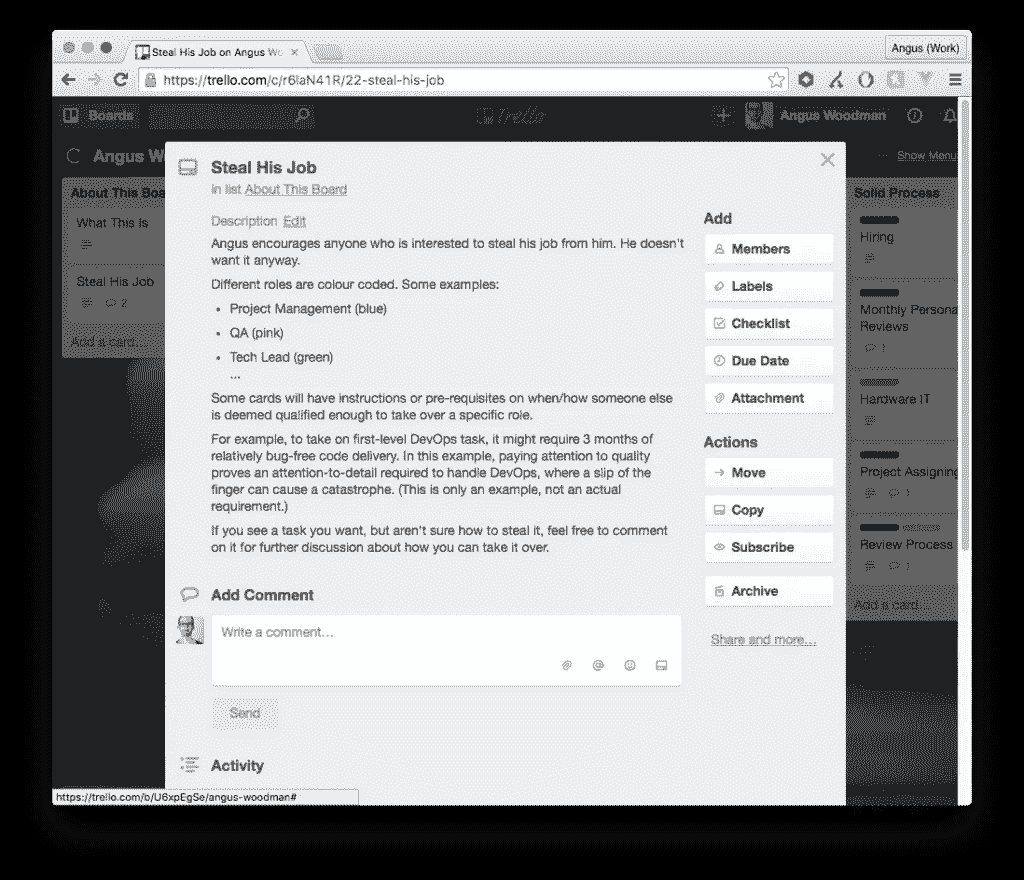 Steal His Job on Angus Wo
Angus (Work)
https://trello.com/c/r6laN41R/22-steal-his-job
Boards
Trello
Angus Woodman
Angus W
Show Menu
About This Boa
What This Is
Steal His Job
2
Add a card...
Steal His Job
in list About This Board
Description Edit
Angus encourages anyone who is interested to steal his job from him. He doesn't
want it anyway.
Different roles are colour coded. Some examples:
• Project Management (blue)
• QA (pink)
• Tech Lead (green)
...
Some cards will have instructions or pre-requisites on when/how someone else
is deemed qualified enough to take over a specific role.
For example, to take on first-level DevOps task, it might require 3 months of
relatively bug-free code delivery. In this example, paying attention to quality
proves an attention-to-detail required to handle DevOps, where a slip of the
finger can cause a catastrophe. (This is only an example, not an actual
requirement.)
If you see a task you want, but aren't sure how to steal it, feel free to comment
on it for further discussion about how you can take it over.
Add Comment
Write a comment...
Send
Activity
Add
Members
Labels
Checklist
Due Date
Attachment
Actions
Move
Copy
Subscribe
Archive
Share and more...
Solid Process
Hiring
Monthly Persona
Reviews
1
Hardware IT
Project Assigning
1
Review Process
1
Add a card...
https://trello.com/b/U6xpEgSe/angus-woodman#